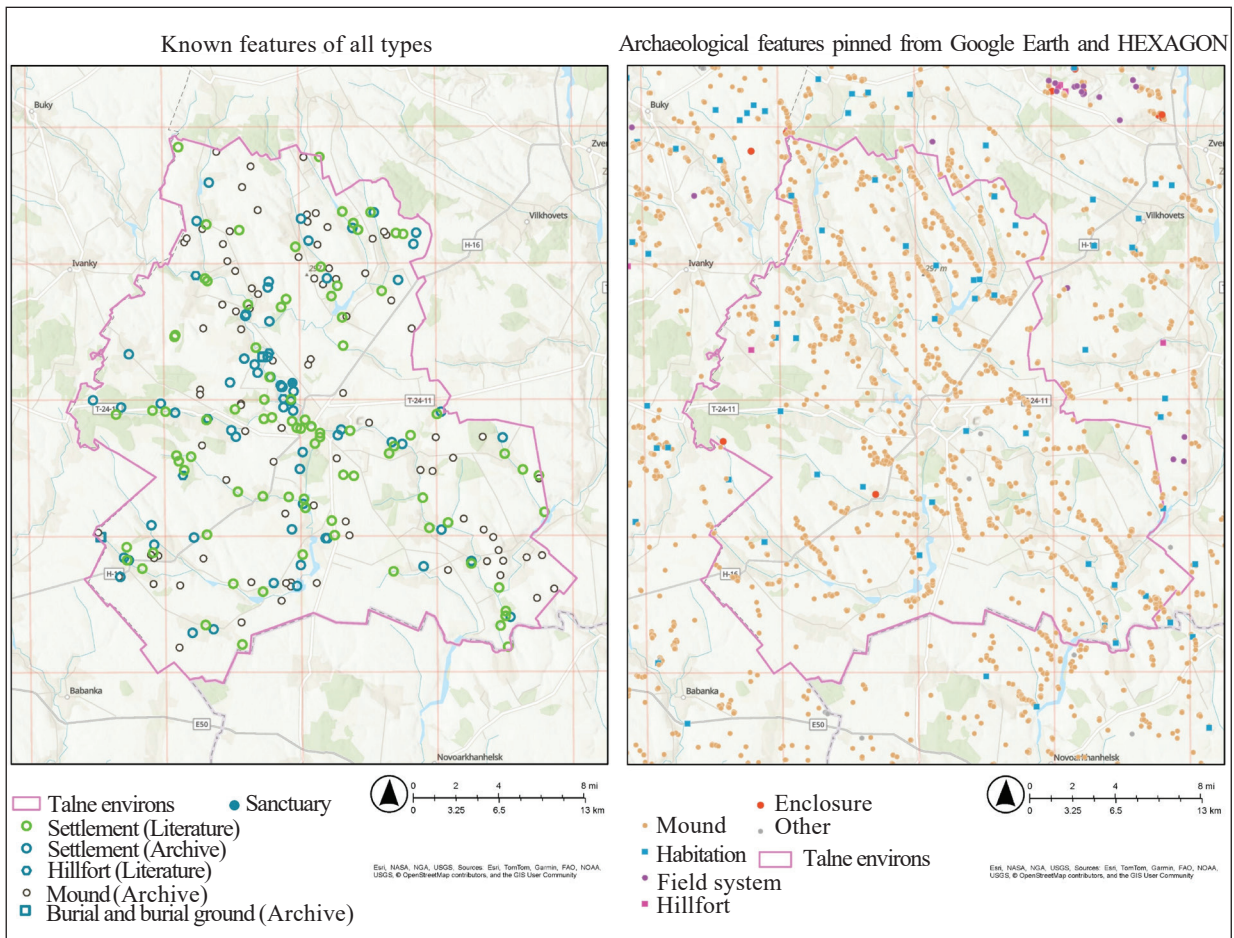 Known features of all types
Archaeological features pinned from Google Earth and HEXAGON
Buky
Zver
Vilkhovets
H-16
Ivanky
T-24-11
T-24-11
H-16
Babanka
E50
Novoarkhanhelsk
Buky
Zver
Vilkhovets
Ivanky
T-24-11
24-11
H-16
Babanka
E50
Novoarkhanhelsk
Talne environs
Sanctuary
Settlement (Literature)
Settlement (Archive)
Hillfort (Literature)
Mound (Archive)
Burial and burial ground (Archive)
0 2 4 8 mi
0 3.25 6.5 13 km
Esri, NASA, NGA, USGS, Sources: Esri, TomTom, Garmin, FAO, NOAA,
USGS, © OpenStreetMap contributors, and the GIS User Community
Enclosure
Mound
Other
Habitation
Talne environs
Field system
Hillfort
0 2 4 8 mi
0 3.25 6.5 13 km
Esri, NASA, NGA, USGS, Sources: Esri, TomTom, Garmin, FAO, NOAA,
USGS, © OpenStreetMap contributors, and the GIS User Community